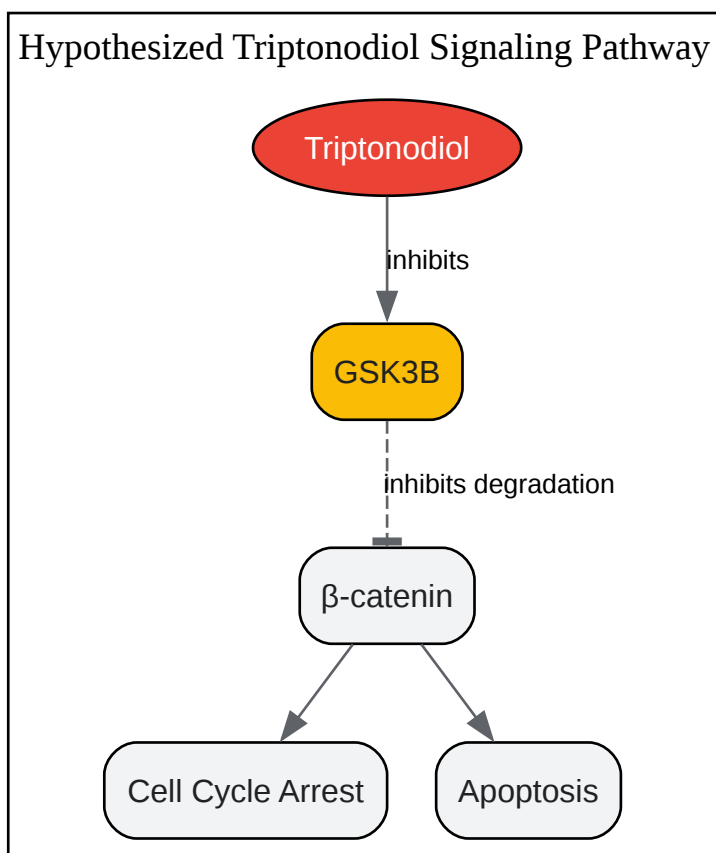 Hypothesized Triptonodiol Signaling Pathway
Triptonodiol
inhibits
GSK3B
inhibits degradation
β-catenin
Cell Cycle Arrest
Apoptosis